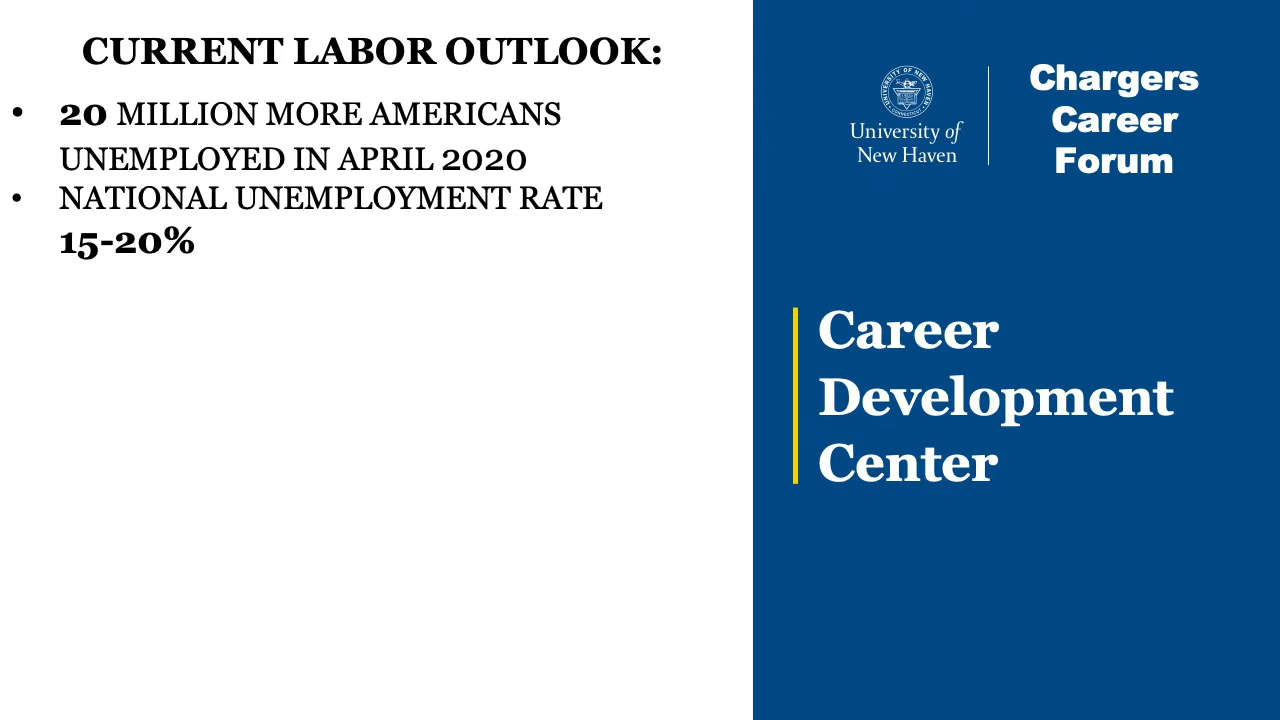 CURRENT LABOR OUTLOOK:
• 20 MILLION MORE AMERICANS
UNEMPLOYED IN APRIL 2020
• NATIONAL UNEMPLOYMENT RATE
15-20%
University of
New Haven
Chargers
Career
Forum
Career
Development
Center